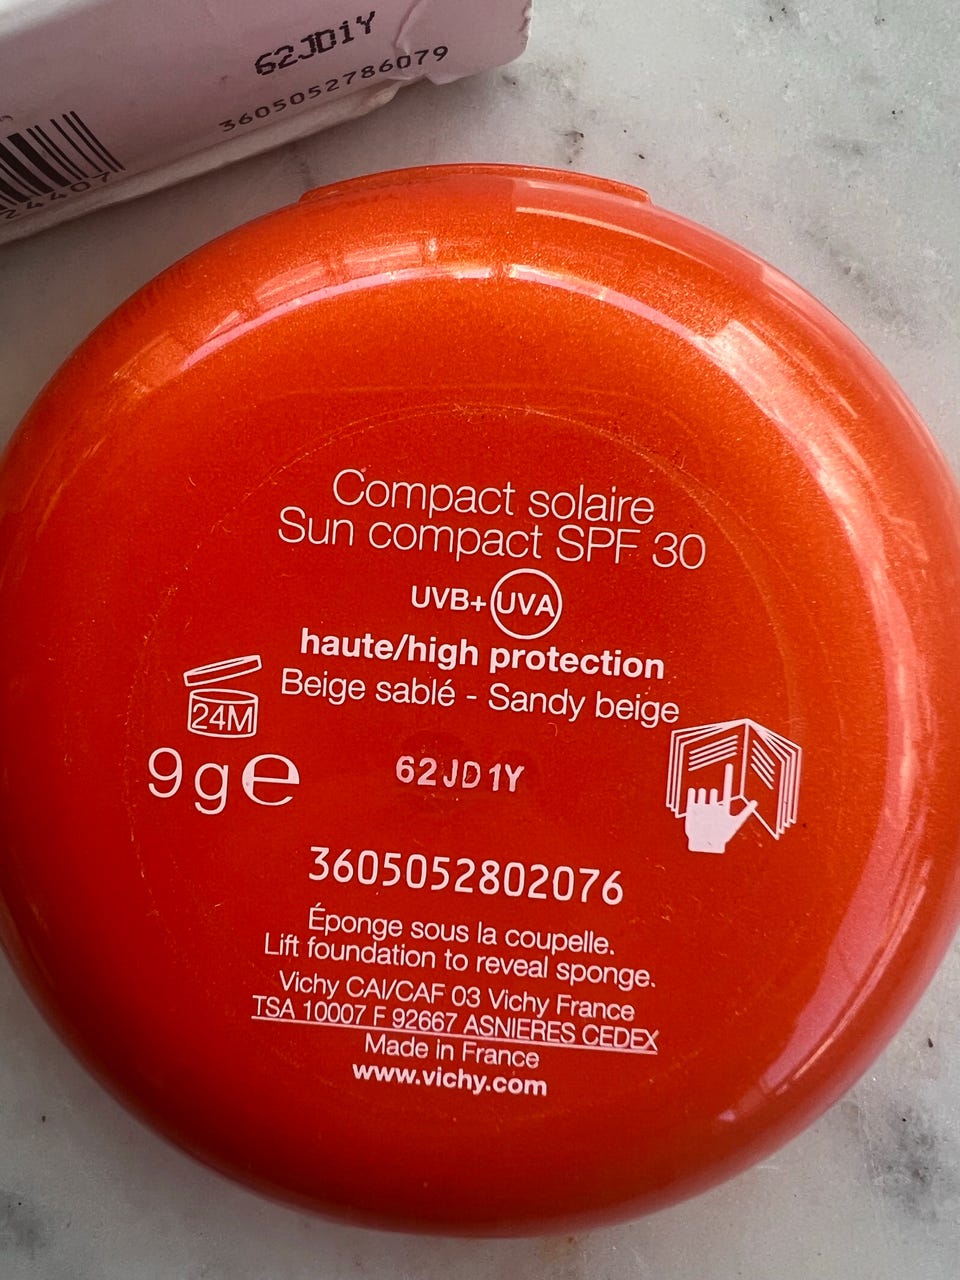 62JD1Y
3605052786079
24407
Compact solaire
Sun compact SPF 30
UVB+UVA
haute/high protection
Beige sablé - Sandy beige
24M
9g e
62JD1Y
3605052802076
Éponge sous la coupelle.
Lift foundation to reveal sponge.
Vichy CAI/CAF 03 Vichy France
TSA 10007 F 92667 ASNIERES CEDEX
Made in France
www.vichy.com